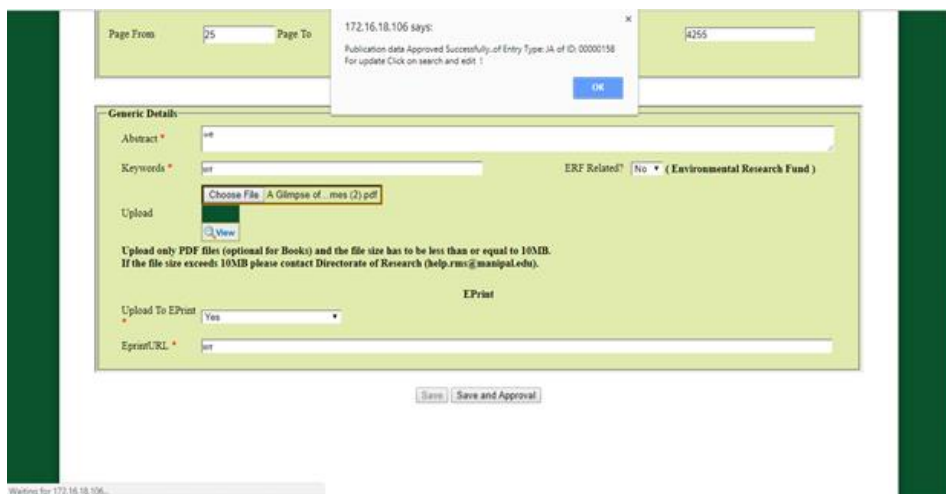 172.16.18.106 says:
×
Publication data Approved Successfully..of Entry Type: JA of ID: 00000158
For update Click on search and edit !
OK
Page From 25 Page To
4255
Generic Details
Abstract * we
Keywords * wr
ERF Related? No ( Environmental Research Fund )
Choose File A Glimpse of ...mes (2).pdf
Upload
View
Upload only PDF files (optional for Books) and the file size has to be less than or equal to 10MB.
If the file size exceeds 10MB please contact Directorate of Research (help.rms@manipal.edu).
EPrint
Upload To EPrint
* Yes
EprintURL * wr
Save Save and Approval
Waiting for 172.16.18.106...